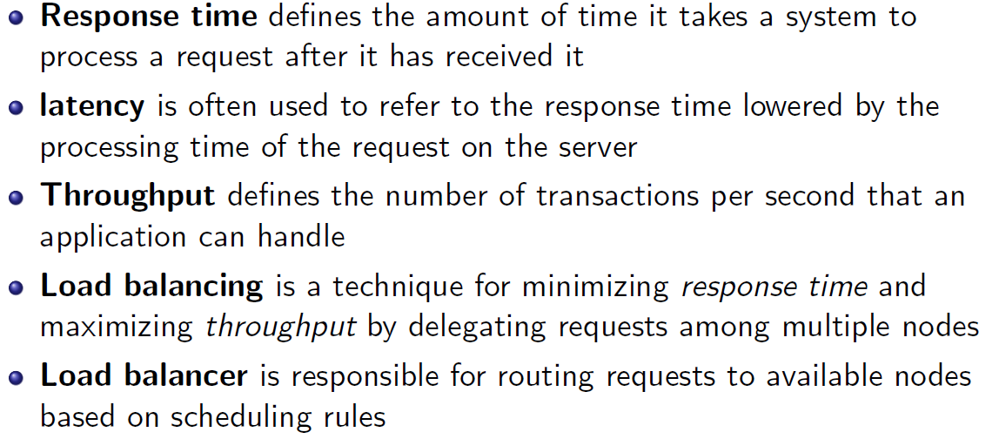 Response time defines the amount of time it takes a system to
process a request after it has received it
latency is often used to refer to the response time lowered by the
processing time of the request on the server
Throughput defines the number of transactions per second that an
application can handle
Load balancing is a technique for minimizing response time and
maximizing throughput by delegating requests among multiple nodes
Load balancer is responsible for routing requests to available nodes
based on scheduling rules